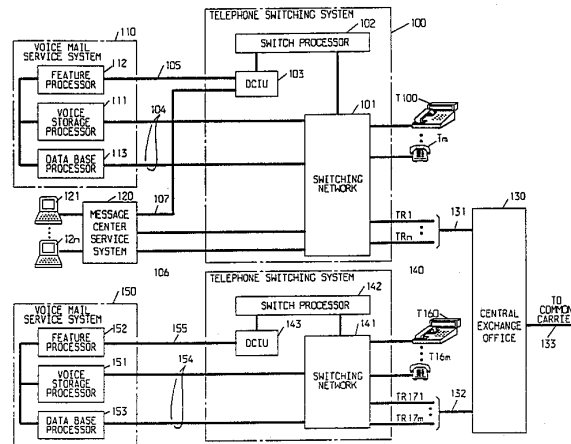 TELEPHONE SWITCHING SYSTEM
102
100
SWITCH PROCESSOR
110
VOICE MAIL
SERVICE SYSTEM
112
105
103
FEATURE
PROCESSOR
DCIU
101
T100
111
VOICE
STORAGE
PROCESSOR
104
Tm
113
DATA BASE
PROCESSOR
SWITCHING
NETWORK
121
120
107
MESSAGE
CENTER
SERVICE
SYSTEM
12n
TR1
TRm
131
130
106
140
TELEPHONE SWITCHING SYSTEM
142
SWITCH PROCESSOR
150
VOICE MAIL
SERVICE SYSTEM
152
155
143
141
T160
FEATURE
PROCESSOR
DCIU
CENTRAL
EXCHANGE
OFFICE
TO
COMMON
CARRIE
133
151
154
VOICE
STORAGE
PROCESSOR
SWITCHING
NETWORK
T16m
153
DATA BASE
PROCESSOR
TR171
TR17m
132